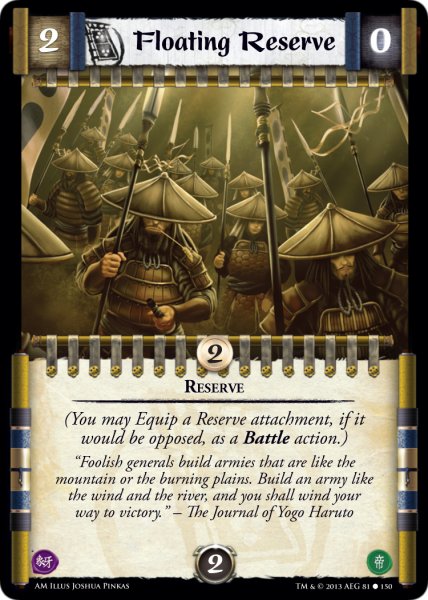 2 Floating Reserve 0
2
Reserve
(You may Equip a Reserve attachment, if it
would be opposed, as a Battle action.)
“Foolish generals build armies that are like the
mountain or the burning plains. Build an army like
the wind and the river, and you shall wind your
way to victory.” – The Journal of Yogo Haruto
2
帝
AM Illus Joshua Pinkas
TM & © 2013 AEG 81 ● 150